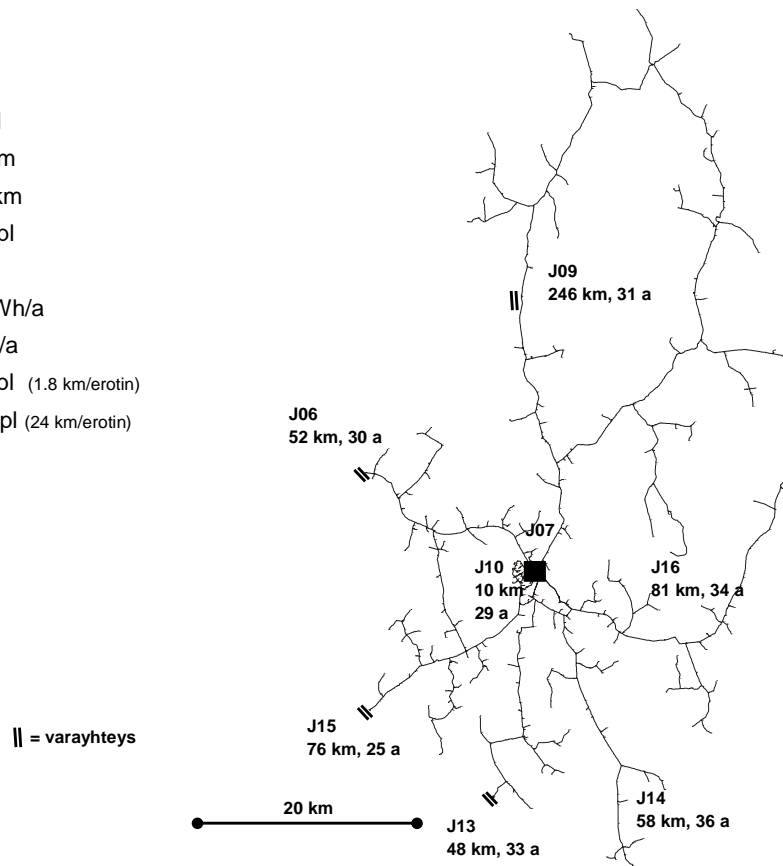 m
km
ol
Wh/a
/a
ol (1.8 km/erotin)
pl (24 km/erotin)
J09
246 km, 31 a
J06
52 km, 30 a
J07
J10
10 km
29 a
J16
81 km, 34 a
J15
76 km, 25 a
= varayhteys
20 km
J14
58 km, 36 a
J13
48 km, 33 a